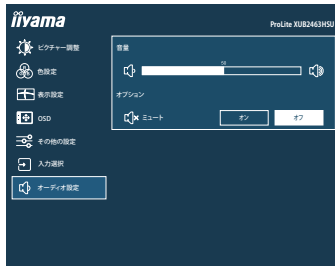 iiyama
ProLite XUB2463HSU
ピクチャー調整
色設定
表示設定
OSD
その他の設定
入力選択
オーディオ設定
音量
50
オプション
ミュート
オン
オフ